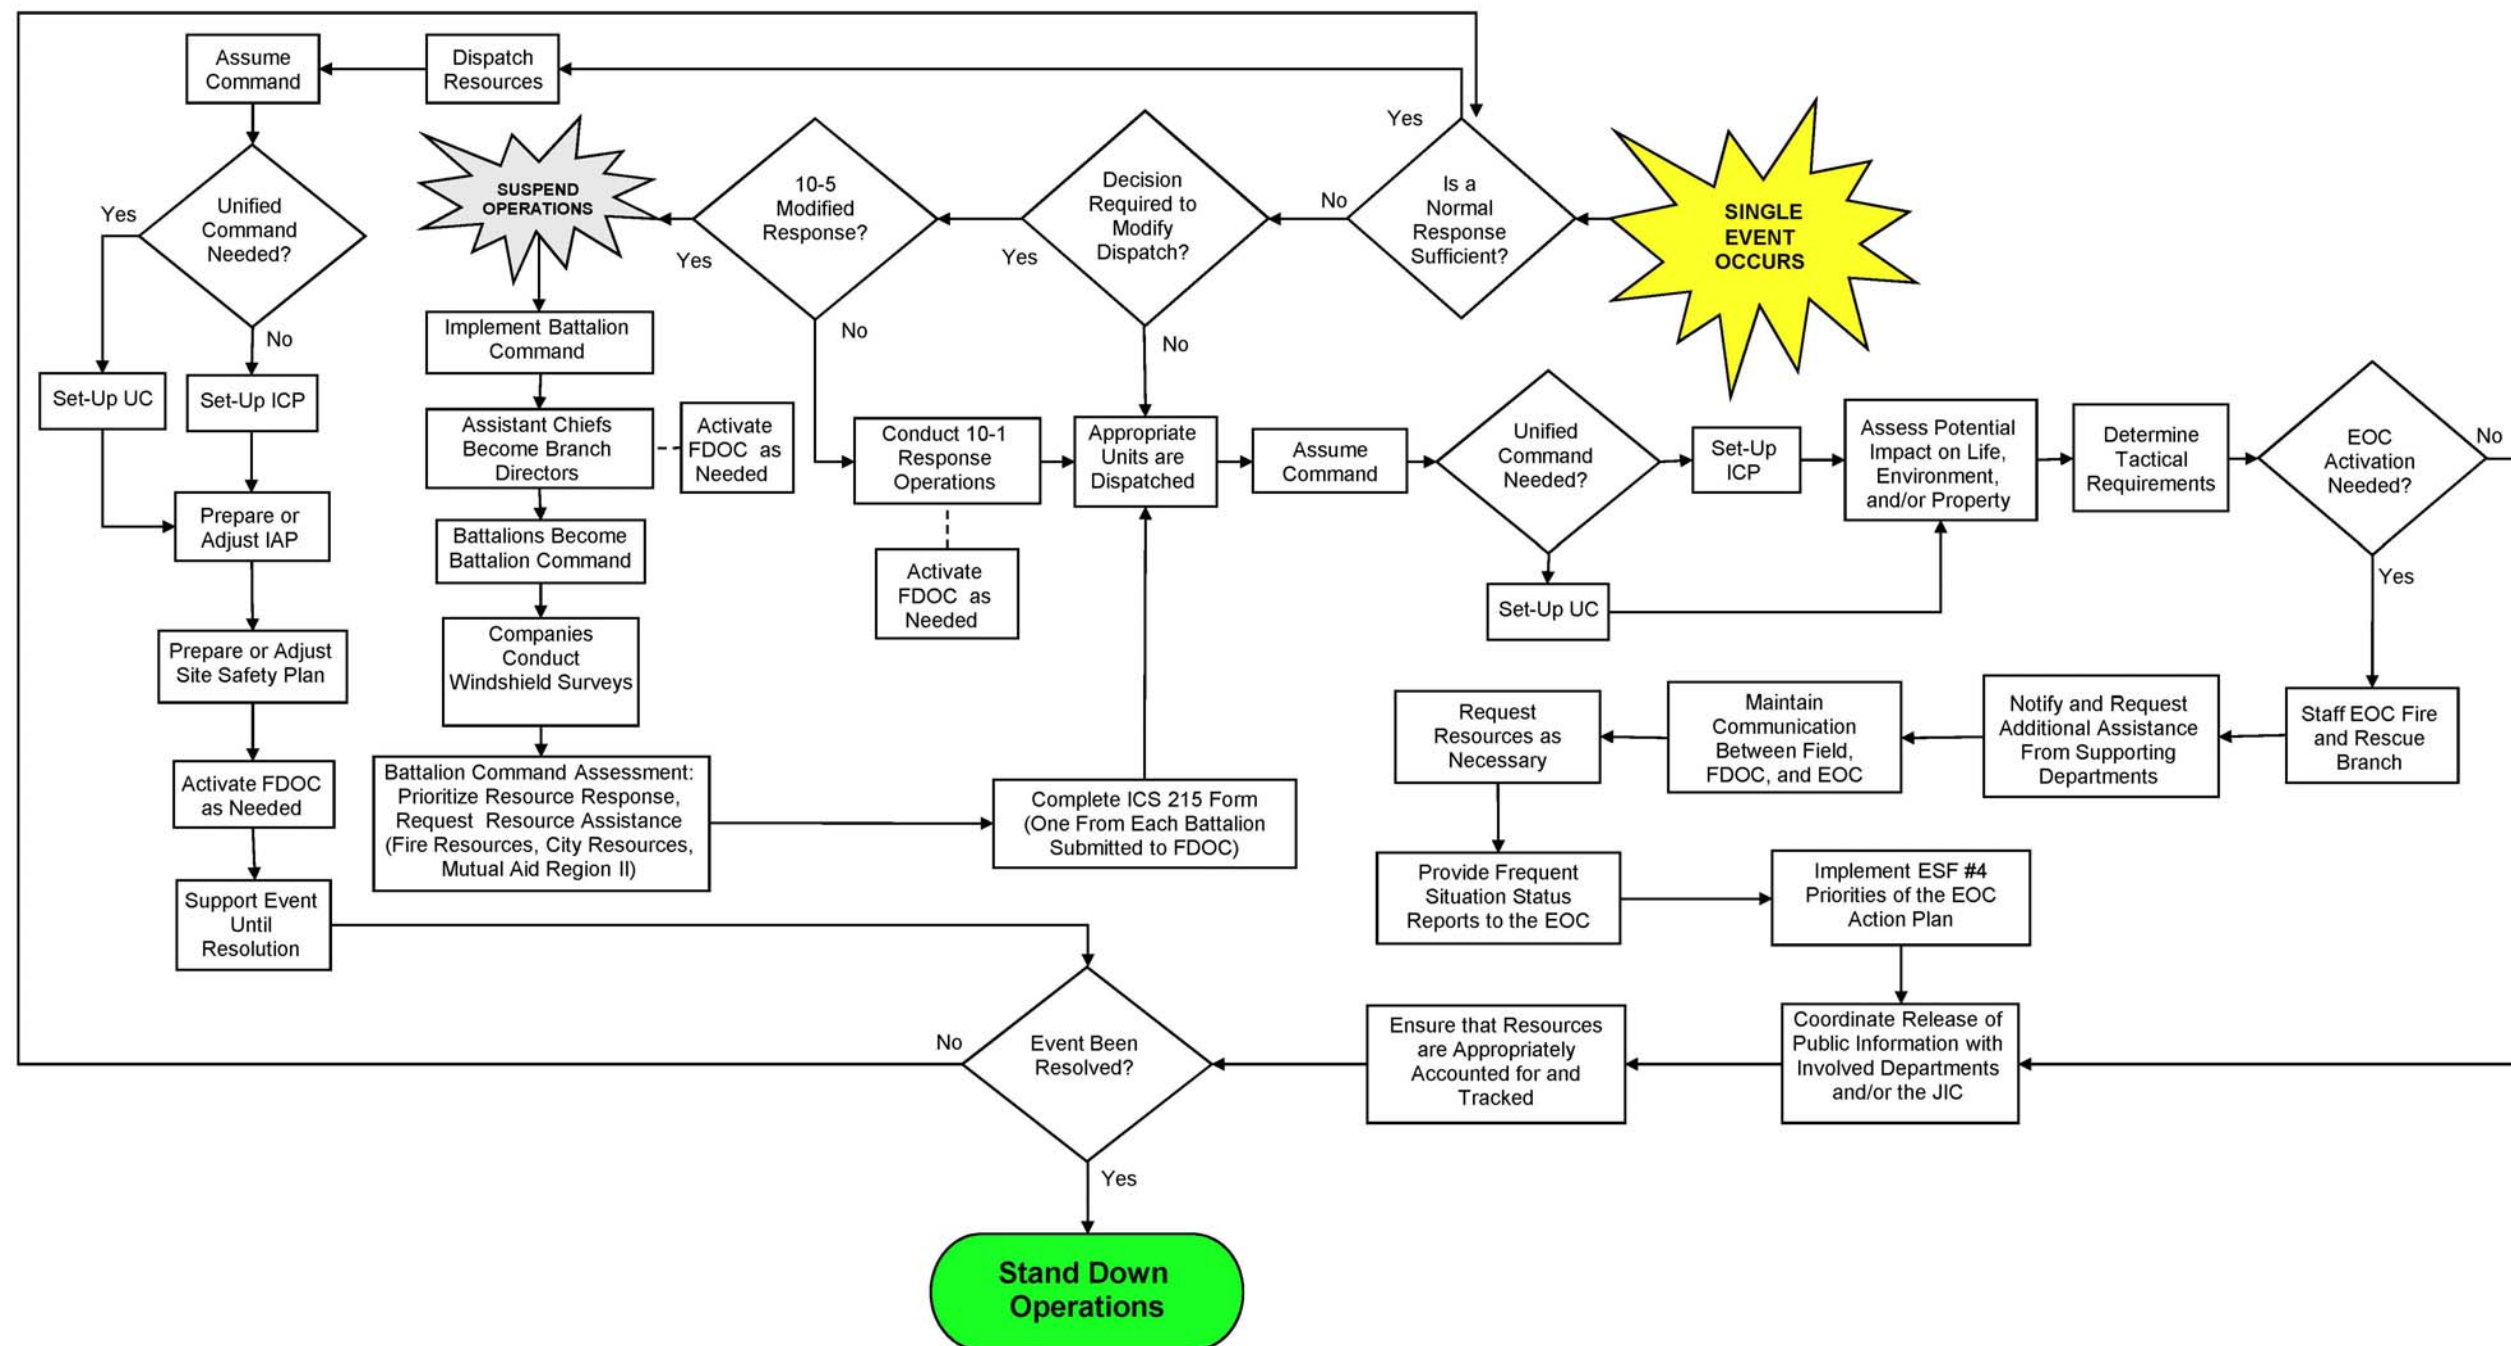 Assume
Command
Dispatch
Resources
Yes
SINGLE
EVENT
OCCURS
Is a
Normal
Response
Sufficient?
No
Decision
Required to
Modify
Dispatch?
Yes
No
10-5
Modified
Response?
Yes
No
SUSPEND
OPERATIONS
Unified
Command
Needed?
Yes
No
Set-Up UC
Set-Up ICP
Prepare or
Adjust IAP
Prepare or Adjust
Site Safety Plan
Activate FDOC
as Needed
Support Event
Until
Resolution
Implement Battalion
Command
Assistant Chiefs
Become Branch
Directors
Activate
FDOC as
Needed
Battalions Become
Battalion Command
Companies
Conduct
Windshield Surveys
Battalion Command Assessment:
Prioritize Resource Response,
Request Resource Assistance
(Fire Resources, City Resources,
Mutual Aid Region II)
Complete ICS 215 Form
(One From Each Battalion
Submitted to FDOC)
Conduct 10-1
Response
Operations
Activate
FDOC as
Needed
Appropriate
Units are
Dispatched
Assume
Command
Unified
Command
Needed?
Set-Up
ICP
Set-Up UC
Assess Potential
Impact on Life,
Environment,
and/or Property
Determine
Tactical
Requirements
EOC
Activation
Needed?
No
Yes
Staff EOC Fire
and Rescue
Branch
Notify and Request
Additional Assistance
From Supporting
Departments
Maintain
Communication
Between Field,
FDOC, and EOC
Request
Resources as
Necessary
Provide Frequent
Situation Status
Reports to the EOC
Implement ESF #4
Priorities of the EOC
Action Plan
Coordinate Release of
Public Information with
Involved Departments
and/or the JIC
Ensure that Resources
are Appropriately
Accounted for and
Tracked
Event Been
Resolved?
No
Yes
Stand Down
Operations